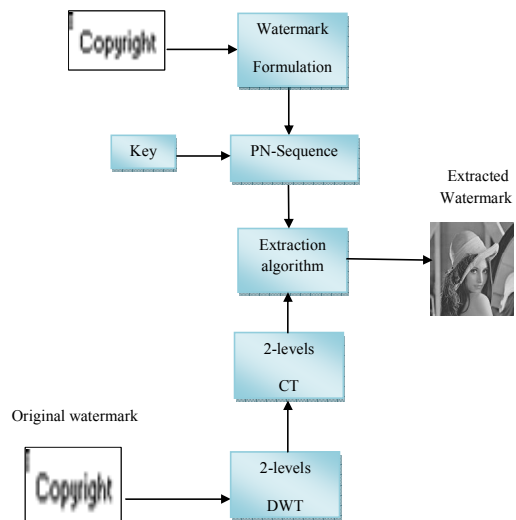 Copyright
Watermark
Formulation
Key
PN-Sequence
Extracted
Watermark
Extraction
algorithm
2-levels
CT
Original watermark
Copyright
2-levels
DWT